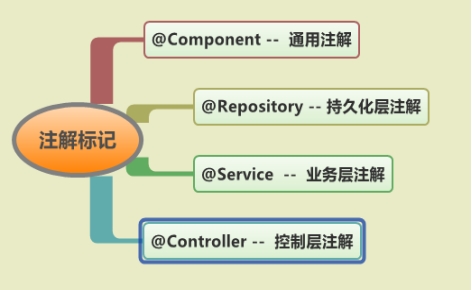 @Component -- 通用注解
@Repository -- 持久化层注解
注解标记
@Service -- 业务层注解
@Controller -- 控制层注解